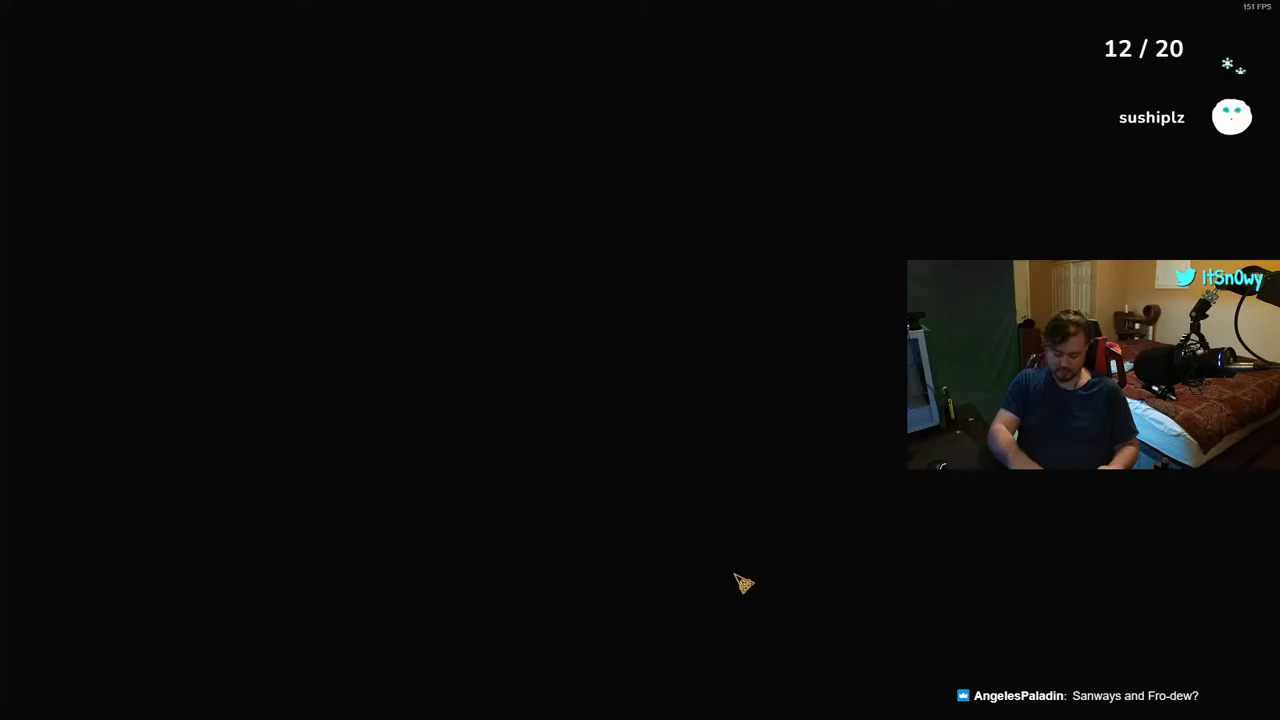 151 FPS
12 / 20
sushiplz
ItSn0wy
AngelesPaladin: Sanways and Fro-dew?